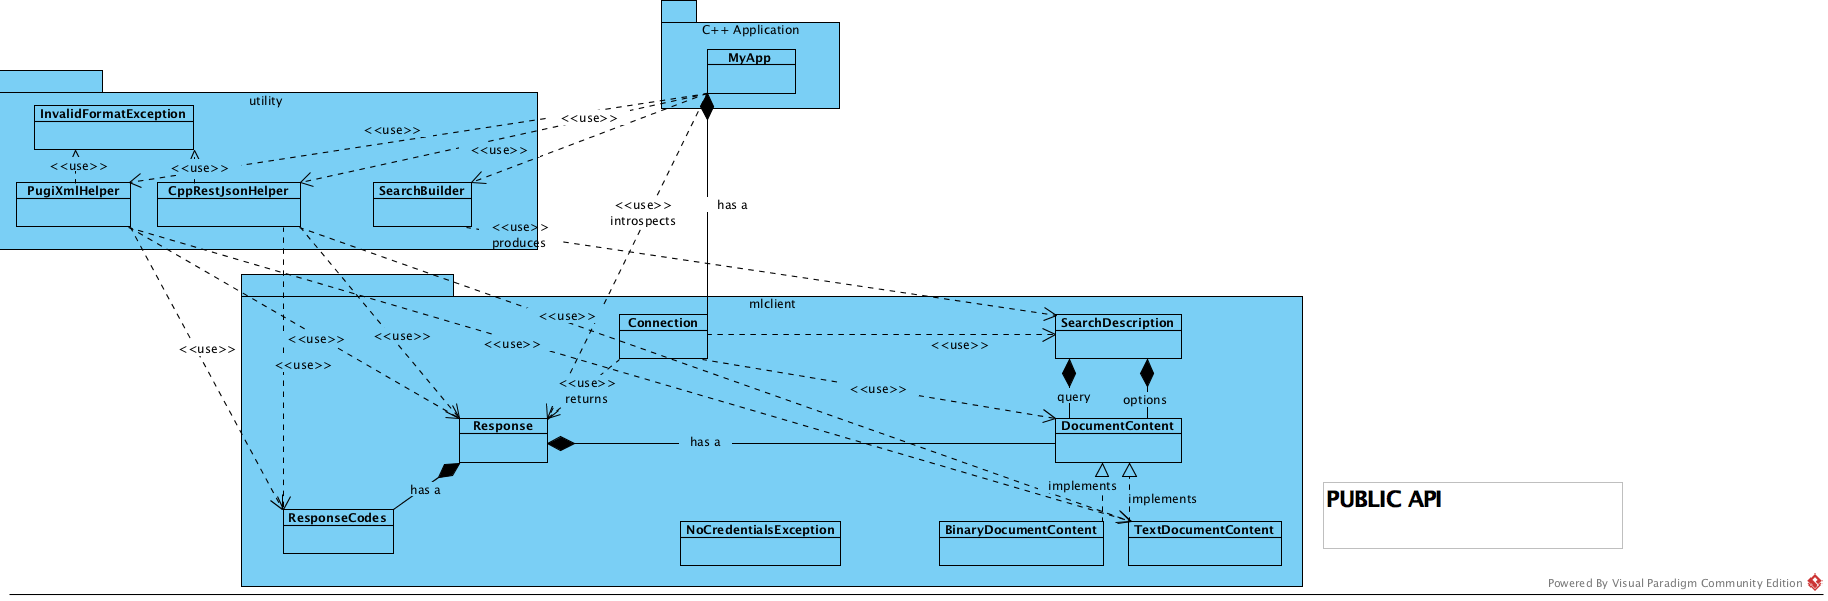 C++ Application
MyApp
utility
InvalidFormatException
<<use>>
<<use>>
<<use>>
<<use>>
<<use>>
PugiXmlHelper
CppRestJsonHelper
SearchBuilder
<<use>>
introspects
has a
<<use>>
produces
mlclient
Connection
SearchDescription
<<use>>
<<use>>
<<use>>
<<use>>
<<use>>
<<use>>
<<use>>
<<use>>
returns
<<use>>
query
options
Response
DocumentContent
has a
has a
implements
implements
ResponseCodes
NoCredentialsException
BinaryDocumentContent
TextDocumentContent
PUBLIC API
Powered By Visual Paradigm Community Edition